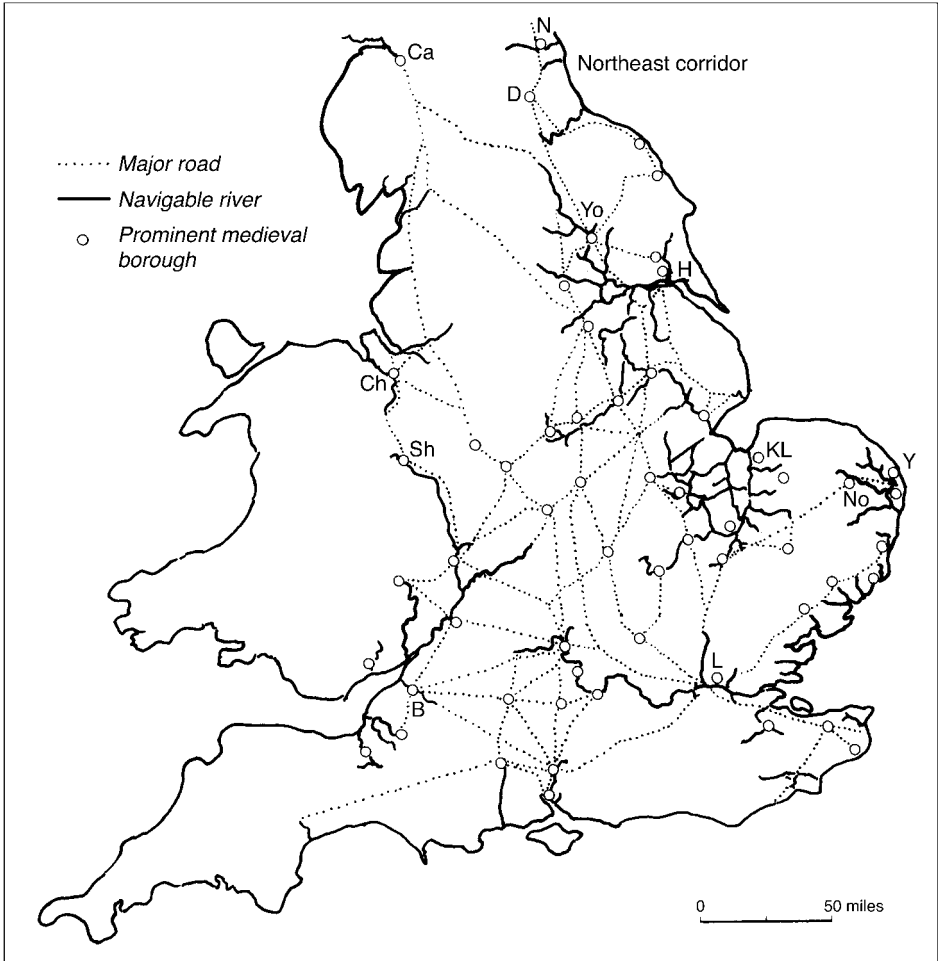 N
Ca
Northeast corridor
D
Major road
Navigable river
Prominent medieval
borough
Yo
H
Ch
Sh
KL
Y
No
L
B
0 50 miles